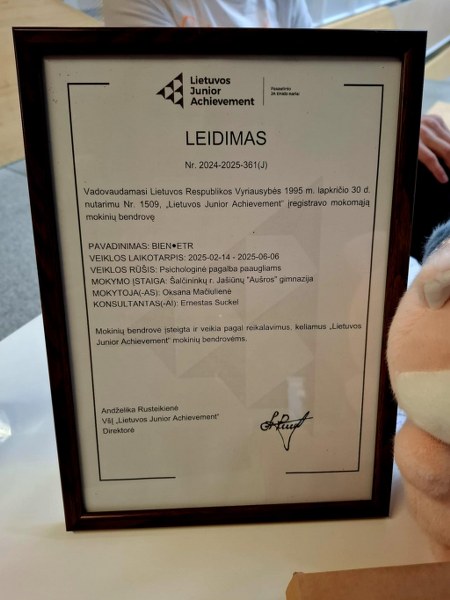 Lietuvos
Junior
Achievement
LEIDIMAS
Nr. 2024-2025-361(J)
Vadovaudamasi Lietuvos Respublikos Vyriausybės 1995 m. lapkričio 30 d.
nutarimu Nr. 1509, „Lietuvos Junior Achievement“ įregistravo mokomąją
mokinių bendrovę
PAVADINIMAS: BIEN●ETR
VEIKLOS LAIKOTARPIS: 2025-02-14 - 2025-06-06
VEIKLOS RŪŠIS: Psichologinė pagalba paaugliams
MOKYMO ĮSTAIGA: Šalčininkų r. Jašiūnų "Aušros" gimnazija
MOKYTOJA(-AS): Oksana Mačiulienė
KONSULTANTAS(-AI): Ernestas Suckel
Mokinių bendrovė įsteigta ir veikia pagal reikalavimus, keliamus „Lietuvos
Junior Achievement“ mokinių bendrovėms.
Andželika Rusteikienė
VšĮ „Lietuvos Junior Achievement“
Direktorė